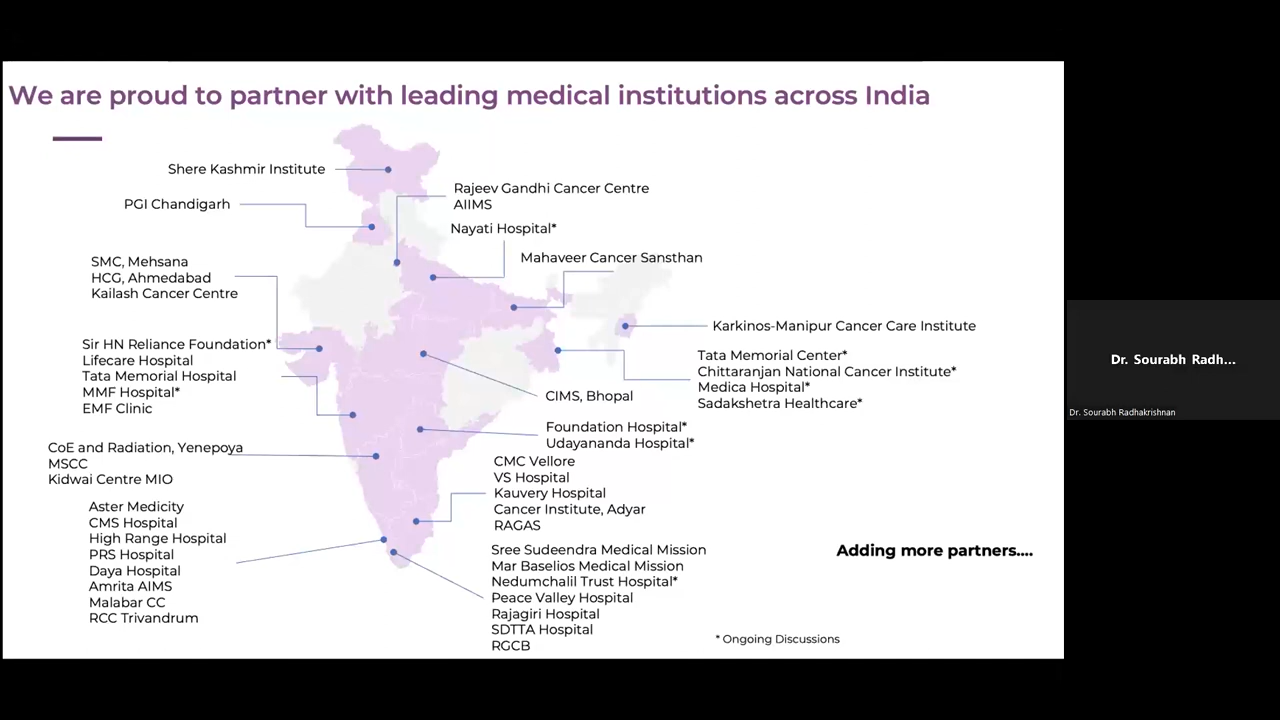 We are proud to partner with leading medical institutions across India
Shere Kashmir Institute
PGI Chandigarh
Rajeev Gandhi Cancer Centre
AIIMS
Nayati Hospital*
Mahaveer Cancer Sansthan
SMC, Mehsana
HCG, Ahmedabad
Kailash Cancer Centre
Karkinos-Manipur Cancer Care Institute
Sir HN Reliance Foundation*
Lifecare Hospital
Tata Memorial Hospital
MMF Hospital*
EMF Clinic
Tata Memorial Center*
Chittaranjan National Cancer Institute*
Medica Hospital*
Sadakshetra Healthcare*
CIMS, Bhopal
Foundation Hospital*
Udayananda Hospital*
CoE and Radiation, Yenepoya
MSCC
Kidwai Centre MIO
CMC Vellore
VS Hospital
Kauvery Hospital
Cancer Institute, Adyar
RAGAS
Aster Medicity
CMS Hospital
High Range Hospital
PRS Hospital
Daya Hospital
Amrita AIMS
Malabar CC
RCC Trivandrum
Sree Sudeendra Medical Mission
Mar Baselios Medical Mission
Nedumchalil Trust Hospital*
Peace Valley Hospital
Rajagiri Hospital
SDTTA Hospital
RGCB
Adding more partners....
* Ongoing Discussions
Dr. Sourabh Radh...
Dr. Sourabh Radhakrishnan